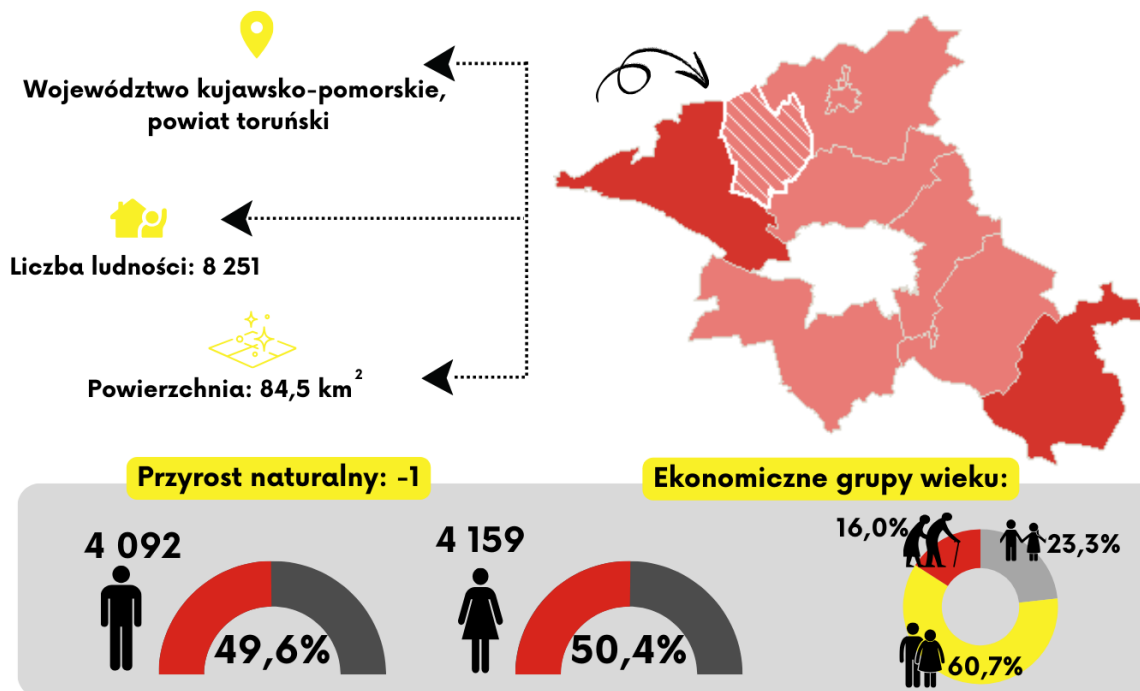 Województwo kujawsko-pomorskie,
powiat toruński
Liczba ludności: 8 251
Powierzchnia: 84,5 km²
Przyrost naturalny: -1
4 092
49,6%
4 159
50,4%
Ekonomiczne grupy wieku:
16,0%
23,3%
60,7%